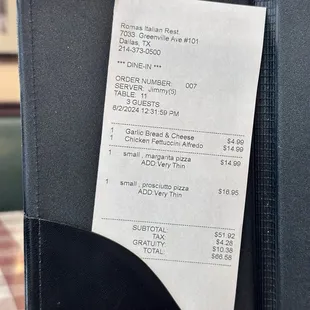 Romas Italian Rest.
7033 Greenville Ave #101
Dallas, TX
214-373-0500
*** DINE-IN ***
ORDER NUMBER: 007
SERVER: Jimmy(5)
TABLE: 11
3 GUESTS
8/2/2024 12:31:59 PM
1 Garlic Bread & Cheese $4.99
1 Chicken Fettuccini Alfredo $14.99
1 small , margarita pizza $14.99
ADD:Very Thin
1 small , prosciutto pizza $16.95
ADD:Very Thin
SUBTOTAL: $51.92
TAX: $4.28
GRATUITY: $10.38
TOTAL: $66.58